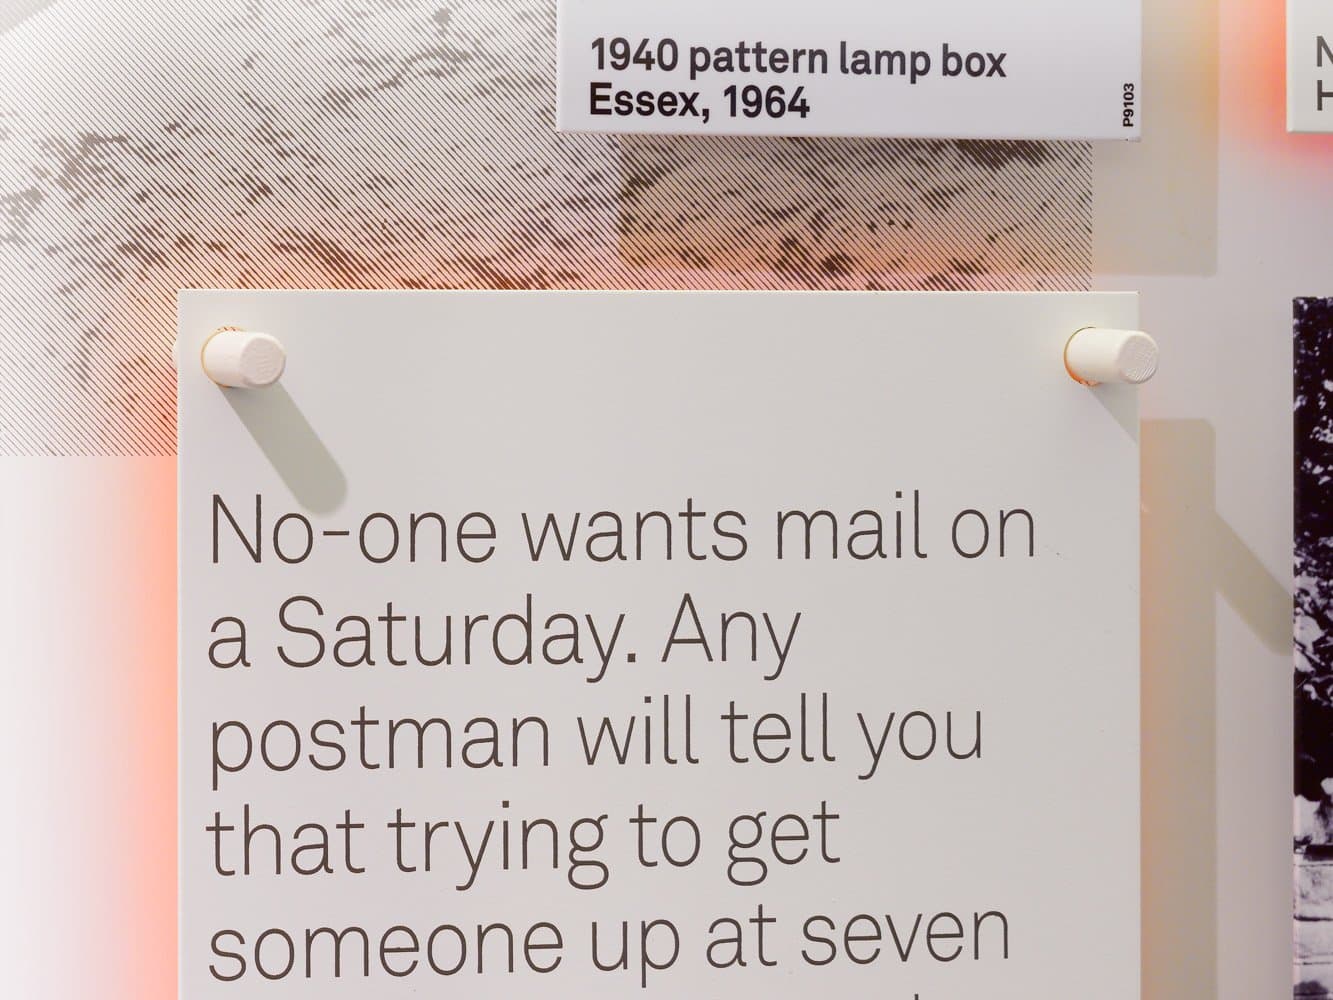 1940 pattern lamp box
Essex, 1964
P9103
No-one wants mail on
a Saturday. Any
postman will tell you
that trying to get
someone up at seven